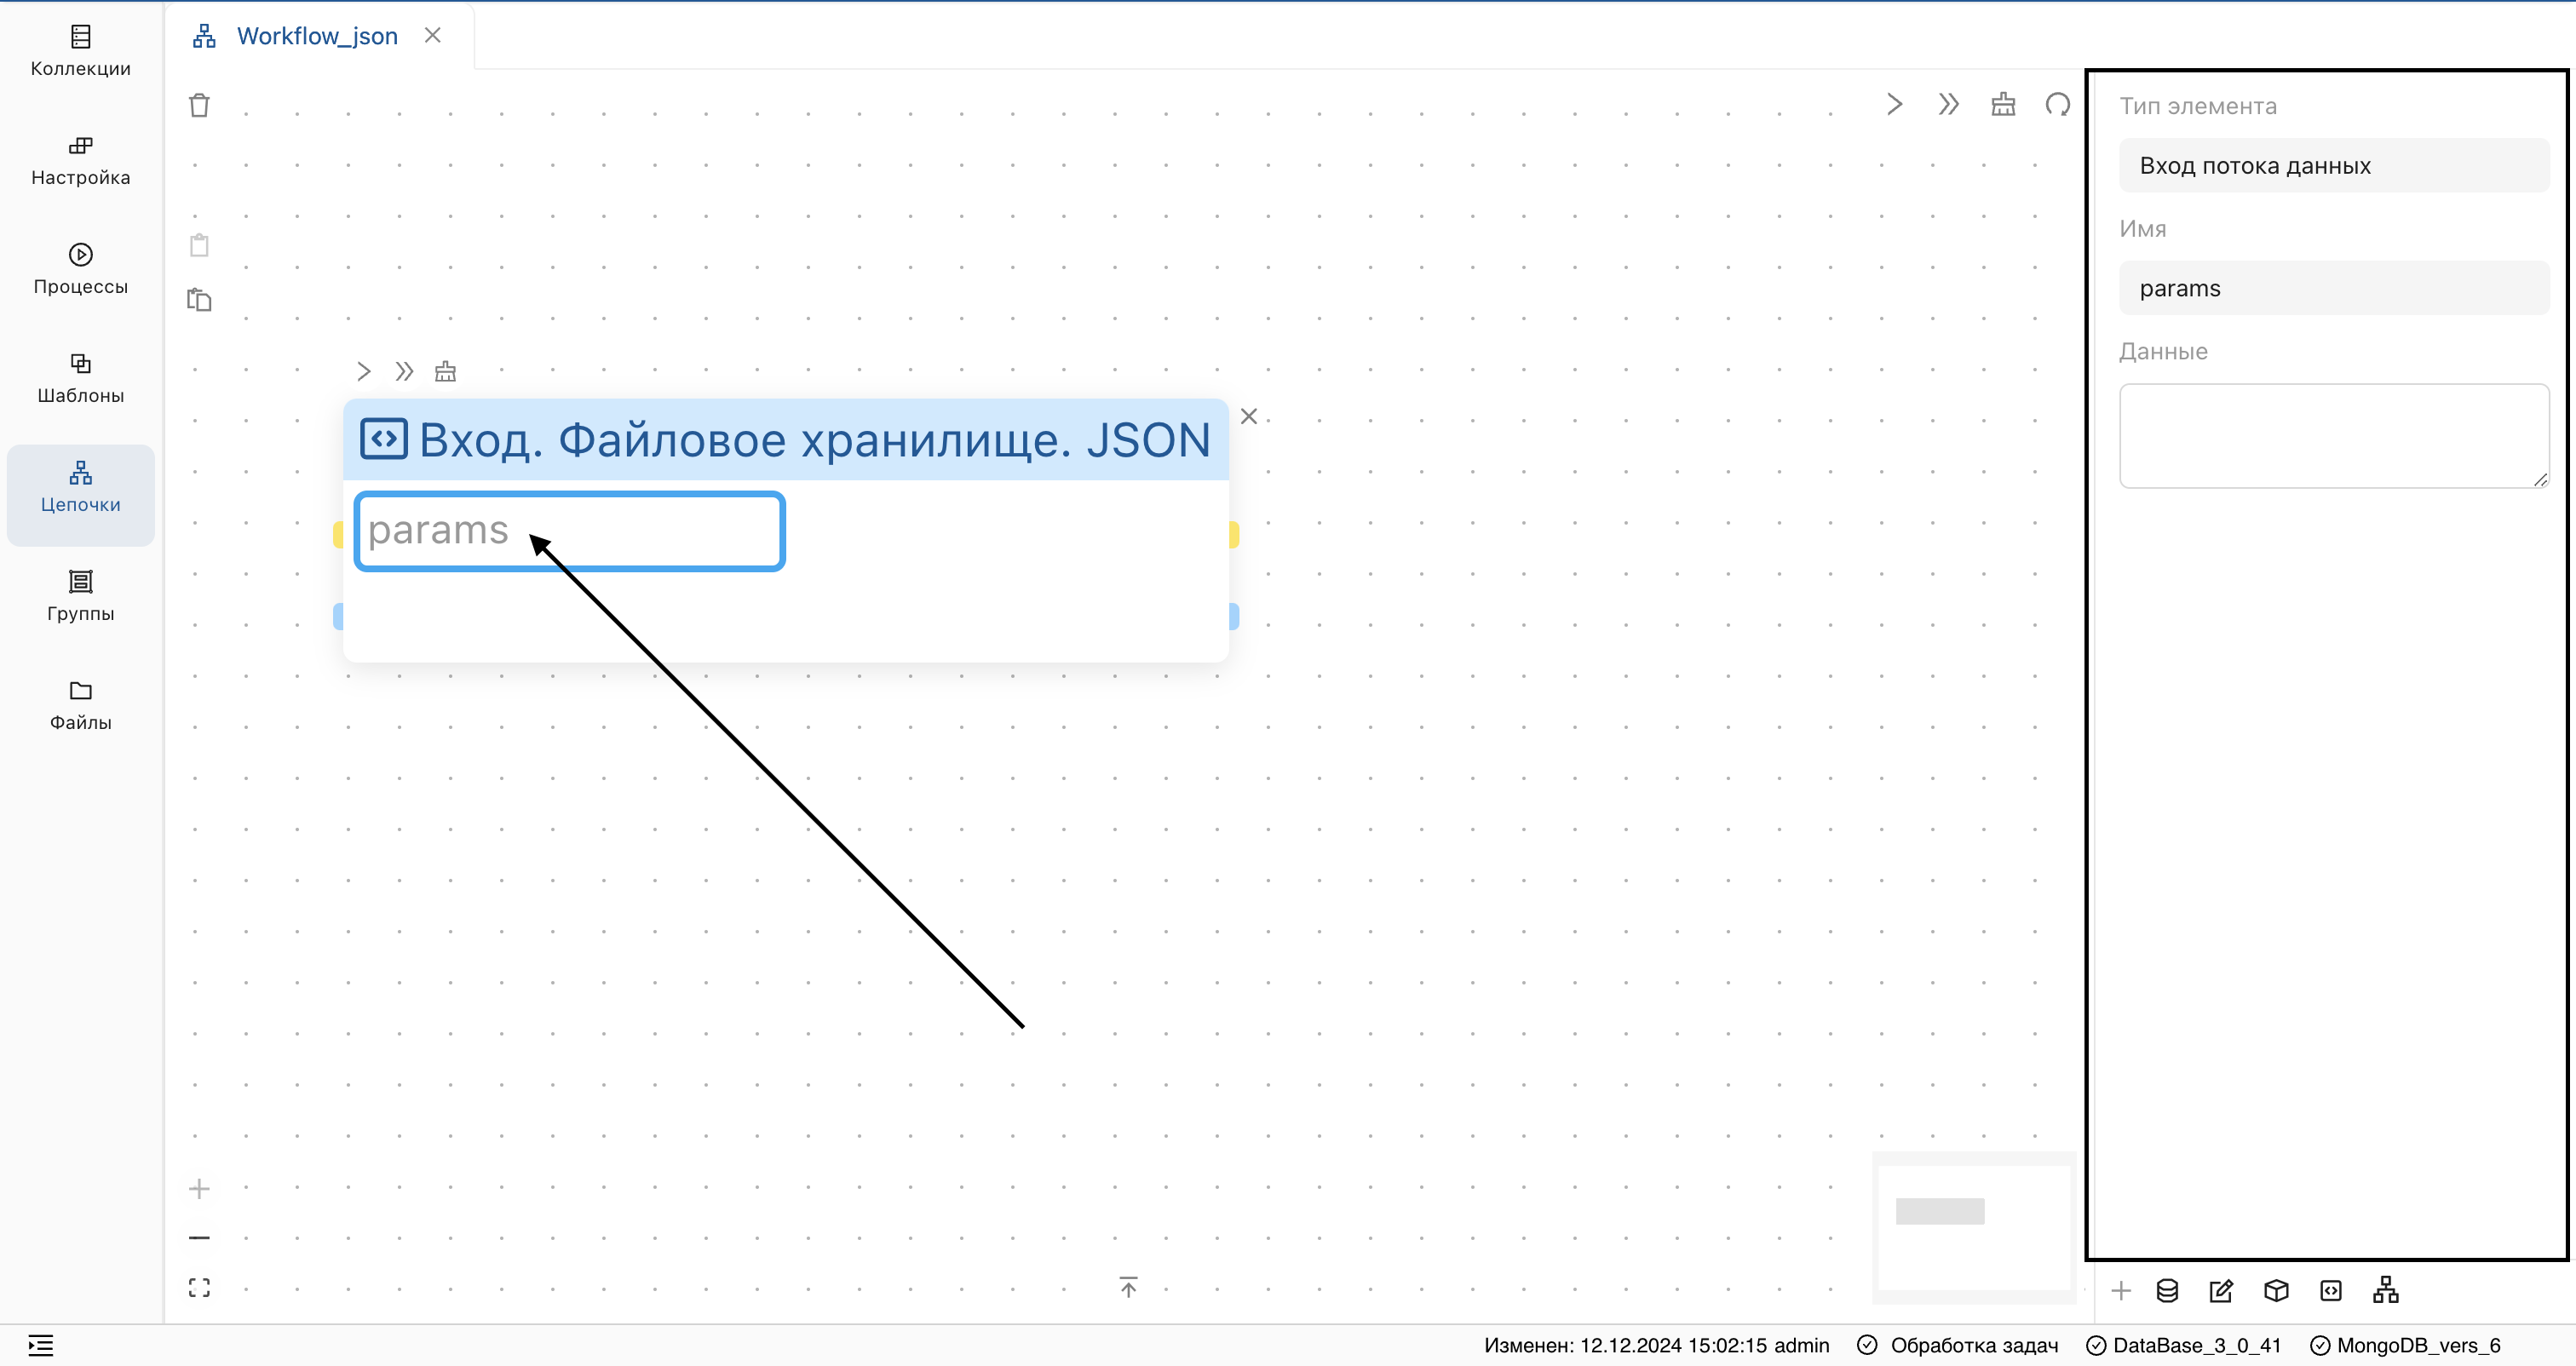 Workflow_json
Коллекции
Настройка
Процессы
Шаблоны
Цепочки
Группы
Файлы
Вход. Файловое хранилище. JSON
params
Тип элемента
Вход потока данных
Имя
params
Данные
Изменен: 12.12.2024 15:02:15 admin
Обработка задач
DataBase_3_0_41
MongoDB_vers_6